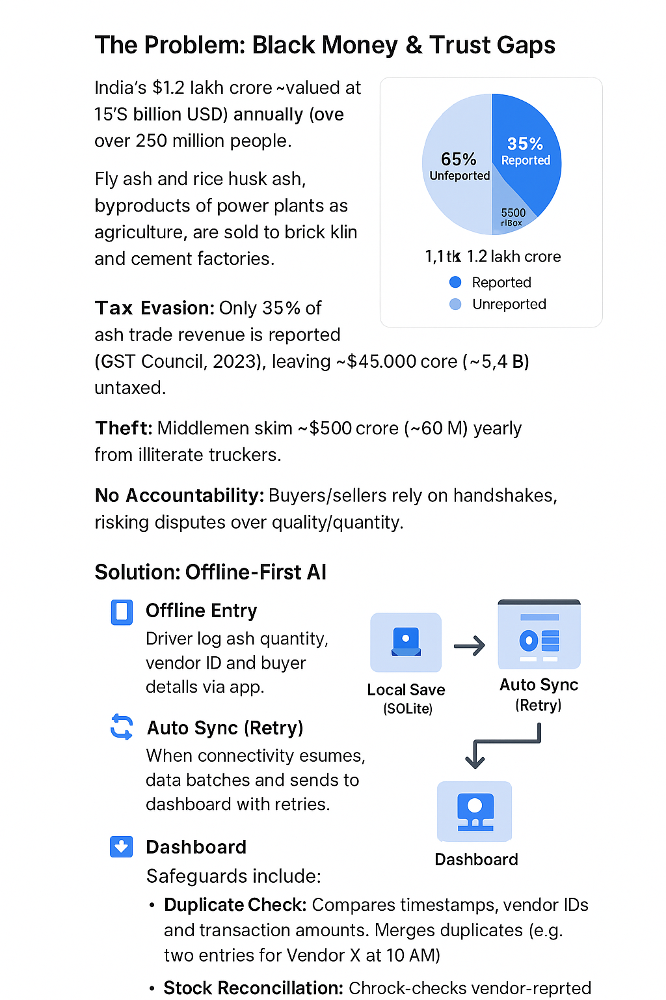 The Problem: Black Money & Trust Gaps
India's $1.2 lakh crore ~valued at
15'S billion USD) annually (ove
over 250 million people.
Fly ash and rice husk ash,
byproducts of power plants as
agriculture, are sold to brick klin
and cement factories.
65%
Unfeported
35%
Reported
5500
rlBox
1,1tk 1.2 lakh crore
Reported
Unreported
Tax Evasion: Only 35% of
ash trade revenue is reported
(GST Council, 2023), leaving ~$45.000 core (~5,4 B)
untaxed.
Theft: Middlemen skim ~$500 crore (~60 M) yearly
from illiterate truckers.
No Accountability: Buyers/sellers rely on handshakes,
risking disputes over quality/quantity.
Solution: Offline-First AI
Offline Entry
Driver log ash quantity,
vendor ID and buyer
detalls via app.
Auto Sync (Retry)
When connectivity esumes,
data batches and sends to
dashboard with retries.
Local Save
(SOLite)
Auto Sync
(Retry)
Dashboard
Dashboard
Safeguards include:
• Duplicate Check: Compares timestamps, vendor IDs
and transaction amounts. Merges duplicates (e.g.
two entries for Vendor X at 10 AM)
• Stock Reconcillation: Chrock-checks vendor-reprted